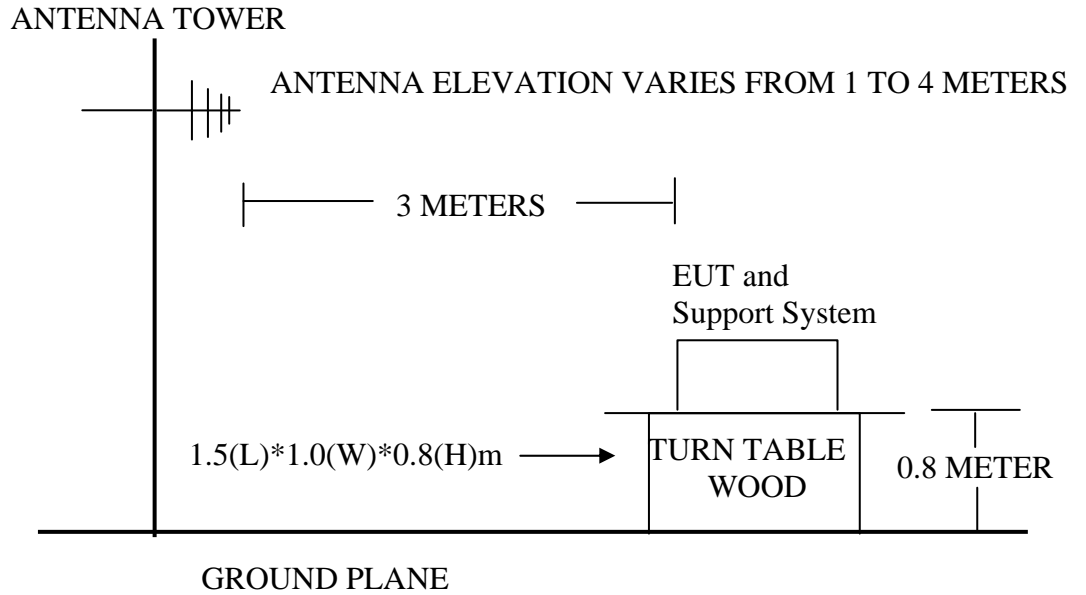 ANTENNA TOWER
ANTENNA ELEVATION VARIES FROM 1 TO 4 METERS
3 METERS
EUT and
Support System
1.5(L)*1.0(W)*0.8(H)m
TURN TABLE
WOOD
0.8 METER
GROUND PLANE